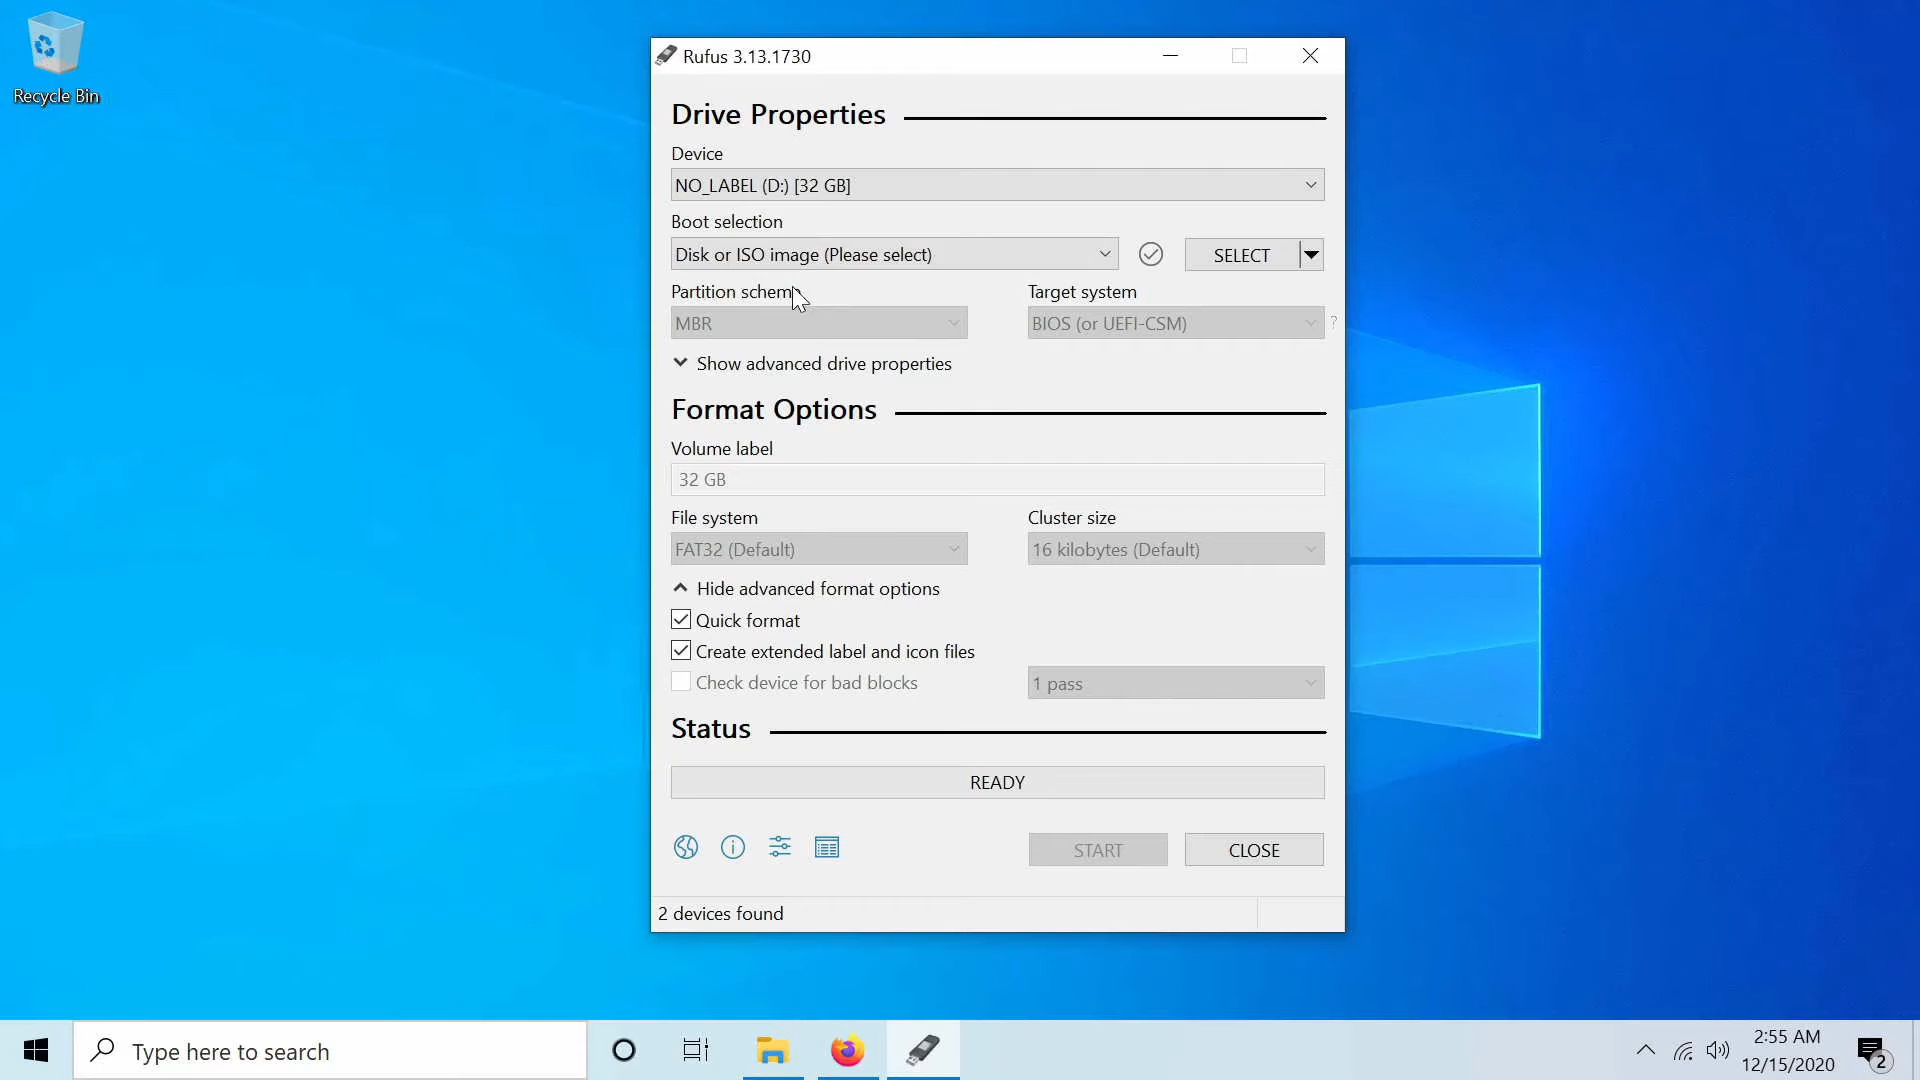 Recycle Bin
Rufus 3.13.1730
Drive Properties
Device
NO_LABEL (D:) [32 GB]
Boot selection
Disk or ISO image (Please select)
SELECT
Partition scheme
Target system
MBR
BIOS (or UEFI-CSM)
?
Show advanced drive properties
Format Options
Volume label
32 GB
File system
Cluster size
FAT32 (Default)
16 kilobytes (Default)
Hide advanced format options
Quick format
Create extended label and icon files
Check device for bad blocks
1 pass
Status
READY
START
CLOSE
2 devices found
Type here to search
2:55 AM
12/15/2020
2